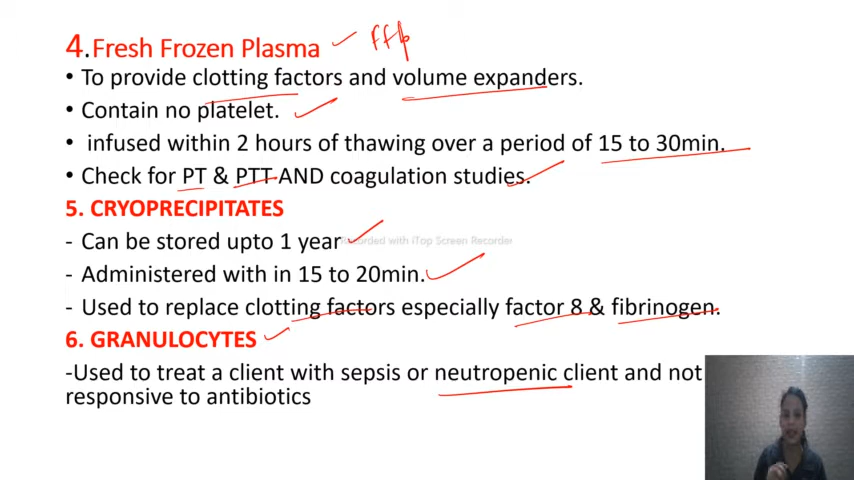 4.Fresh Frozen Plasma ffp
• To provide clotting factors and volume expanders.
• Contain no platelet.
• infused within 2 hours of thawing over a period of 15 to 30min.
• Check for PT & PTT AND coagulation studies.
5. CRYOPRECIPITATES
- Can be stored upto 1 year
Recorded with iTop Screen Recorder
- Administered with in 15 to 20min.
- Used to replace clotting factors especially factor 8 & fibrinogen.
6. GRANULOCYTES
-Used to treat a client with sepsis or neutropenic client and not
responsive to antibiotics